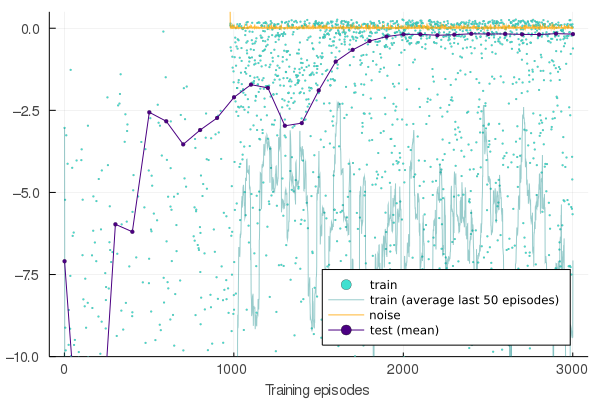 0.0
−2.5
−5.0
−7.5
−10.0
0
1000
2000
3000
Training episodes
train
train (average last 50 episodes)
noise
test (mean)